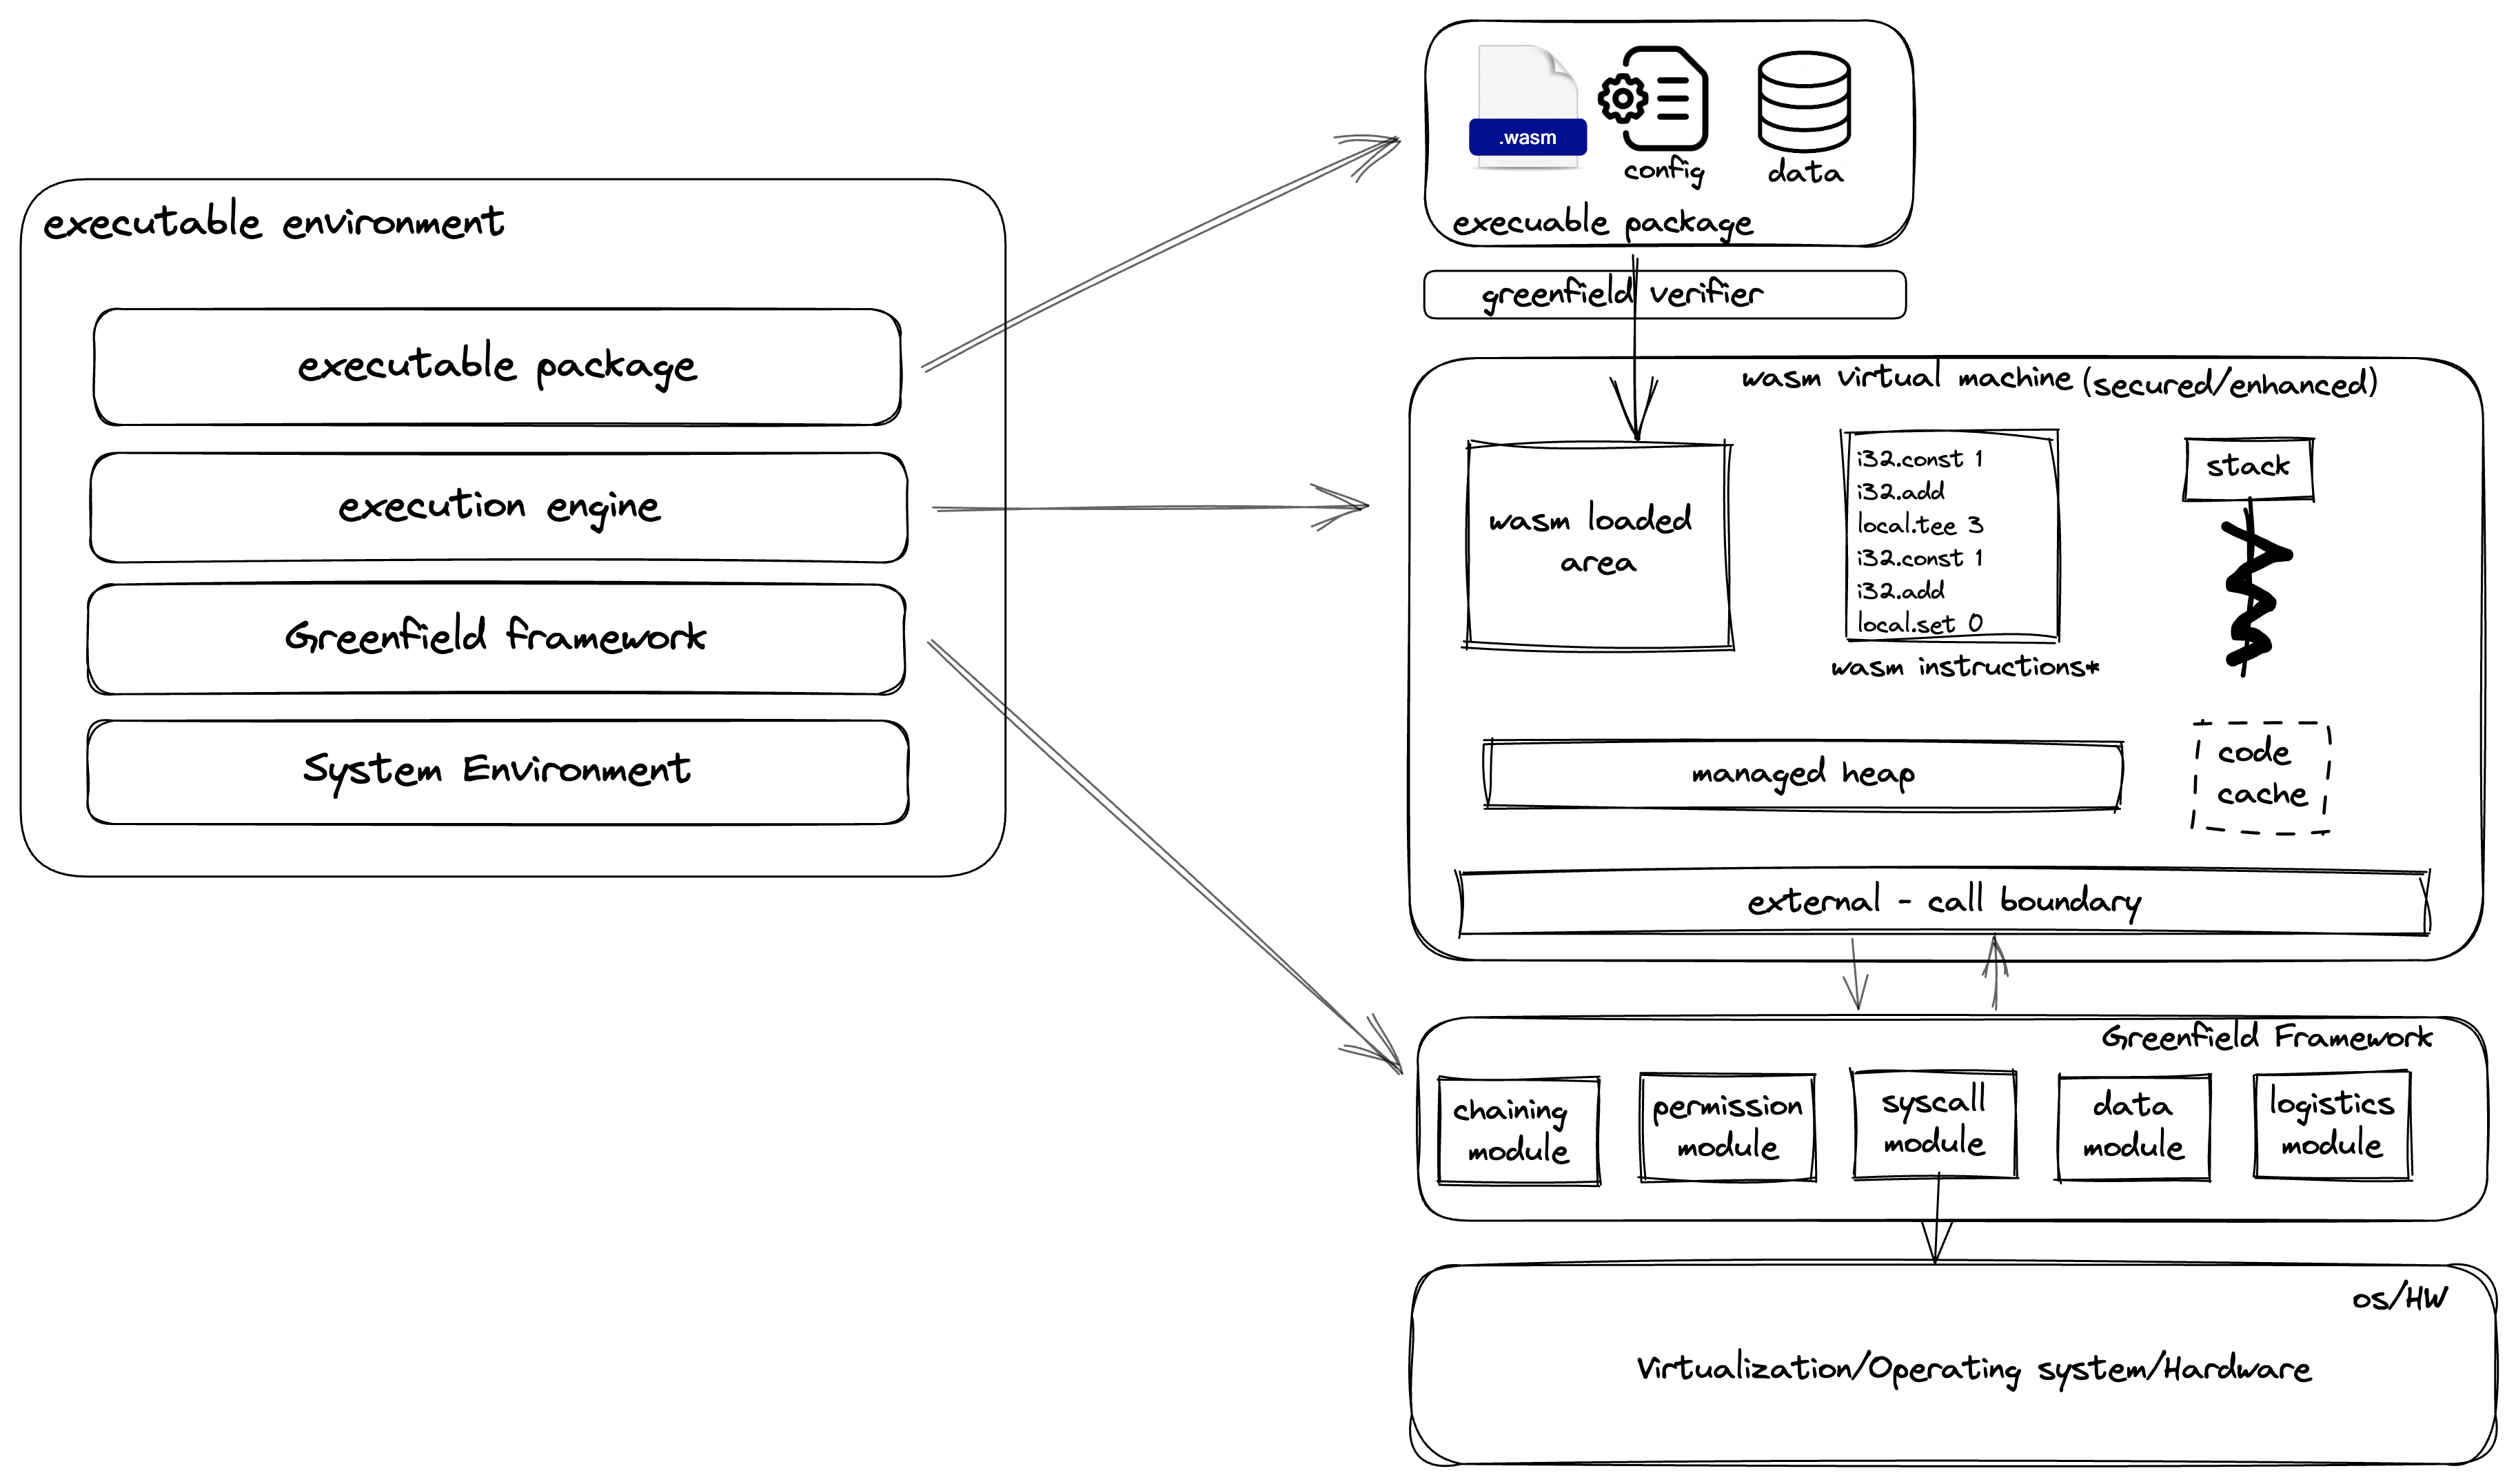 executable environment
executable package
execution engine
Greenfield framework
System Environment
.wasm
config
data
execuable package
greenfield verifier
wasm virtual machine (secured/enhanced)
wasm loaded
area
i32.const 1
i32.add
local.tee 3
i32.const 1
i32.add
local.set 0
wasm instructions*
stack
managed heap
code
cache
external - call boundary
Greenfield Framework
chaining
module
permission
module
syscall
module
data
module
logistics
module
os/HW
Virtualization/Operating system/Hardware